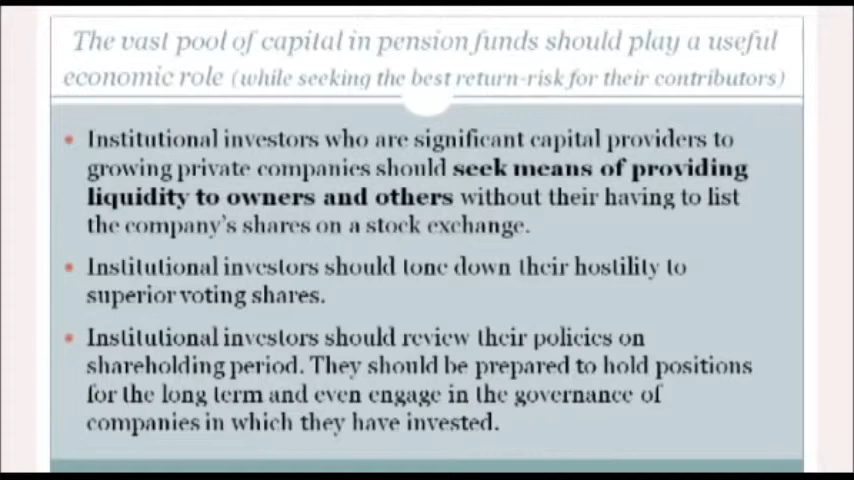 The vast pool of capital in pension funds should play a useful
economic role (while seeking the best return-risk for their contributors)
• Institutional investors who are significant capital providers to
growing private companies should seek means of providing
liquidity to owners and others without their having to list
the company's shares on a stock exchange.
• Institutional investors should tone down their hostility to
superior voting shares.
• Institutional investors should review their policies on
shareholding period. They should be prepared to hold positions
for the long term and even engage in the governance of
companies in which they have invested.